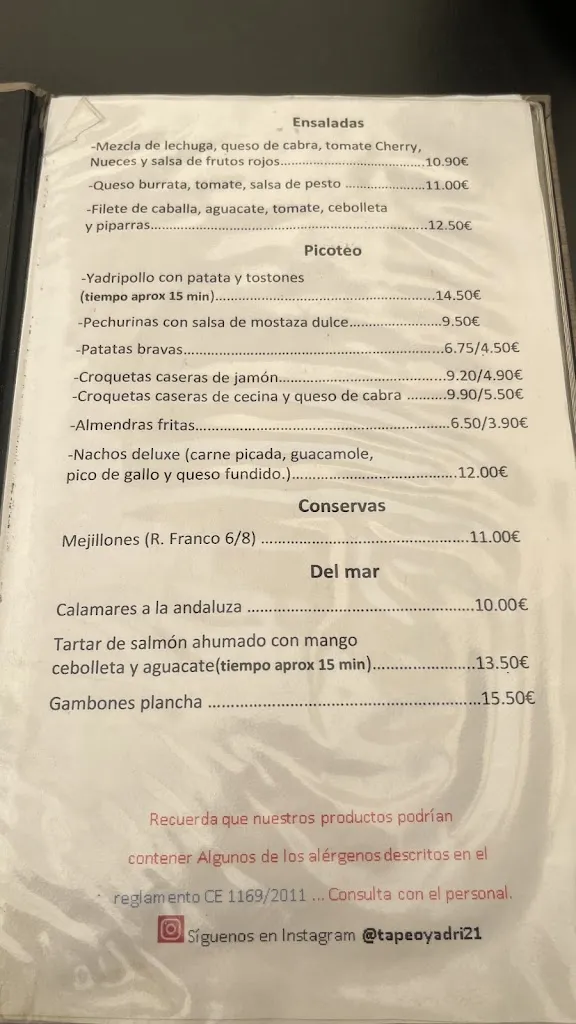 Ensaladas
-Mezcla de lechuga, queso de cabra, tomate Cherry,
Nueces y salsa de frutos rojos....................................10.90€
-Queso burrata, tomate, salsa de pesto ....................11.00€
-Filete de caballa, aguacate, tomate, cebolleta
y piparras.....................................................................12.50€
Picoteo
-Yadripollo con patata y tostones
(tiempo aprox 15 min).......................................................14.50€
-Pechurinas con salsa de mostaza dulce.......................9.50€
-Patatas bravas................................................................6.75/4.50€
-Croquetas caseras de jamón.........................................9.20/4.90€
-Croquetas caseras de cecina y queso de cabra ..........9.90/5.50€
-Almendras fritas..............................................................6.50/3.90€
-Nachos deluxe (carne picada, guacamole,
pico de gallo y queso fundido.).........................................12.00€
Conservas
Mejillones (R. Franco 6/8) ...................................................11.00€
Del mar
Calamares a la andaluza ......................................................10.00€
Tartar de salmón ahumado con mango
cebolleta y aguacate(tiempo aprox 15 min).........................13.50€
Gambones plancha ................................................................15.50€
Recuerda que nuestros productos podrían
contener Algunos de los alérgenos descritos en el
reglamento CE 1169/2011 ... Consulta con el personal.
Síguenos en Instagram @tapeoyadri21